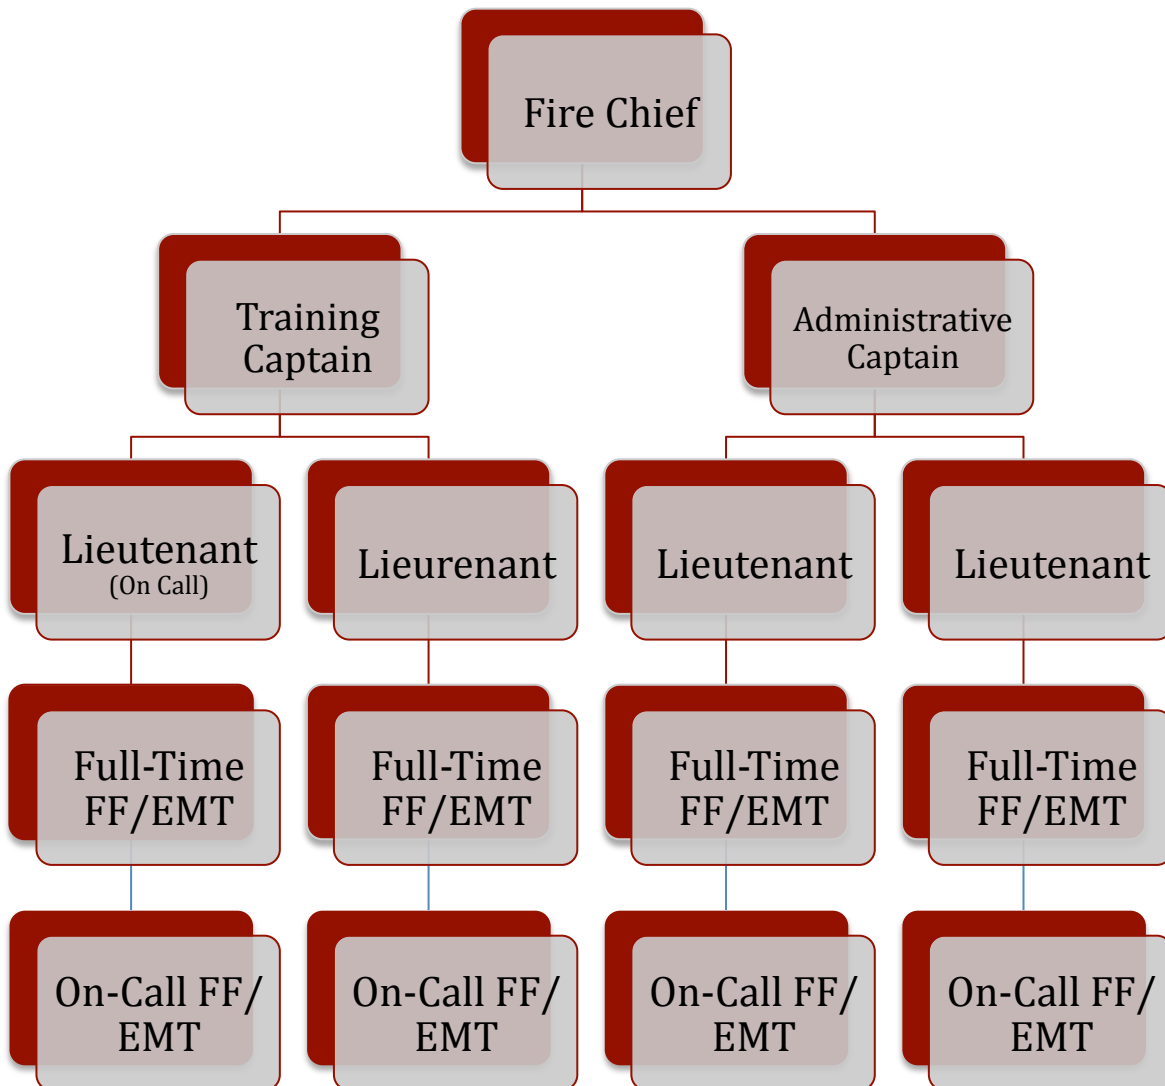 Fire Chief
Training
Captain
Administrative
Captain
Lieutenant
(On Call)
Lieurenant
Lieutenant
Lieutenant
Full-Time
FF/EMT
Full-Time
FF/EMT
Full-Time
FF/EMT
Full-Time
FF/EMT
On-Call FF/
EMT
On-Call FF/
EMT
On-Call FF/
EMT
On-Call FF/
EMT